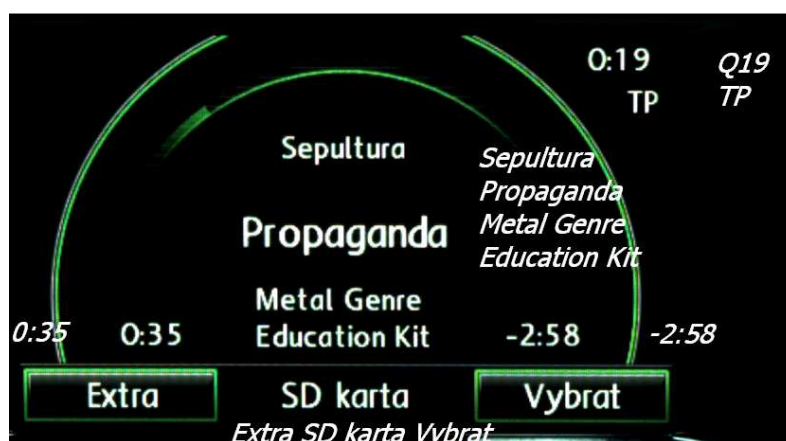 0:19
Q19
TP
TP
Sepultura
Sepultura
Propaganda
Propaganda
Metal Genre
Metal Genre
Education Kit
Education Kit
0:35
0:35
-2:58
-2:58
Extra
SD karta
Vybrat
Extra SD karta Vybrat